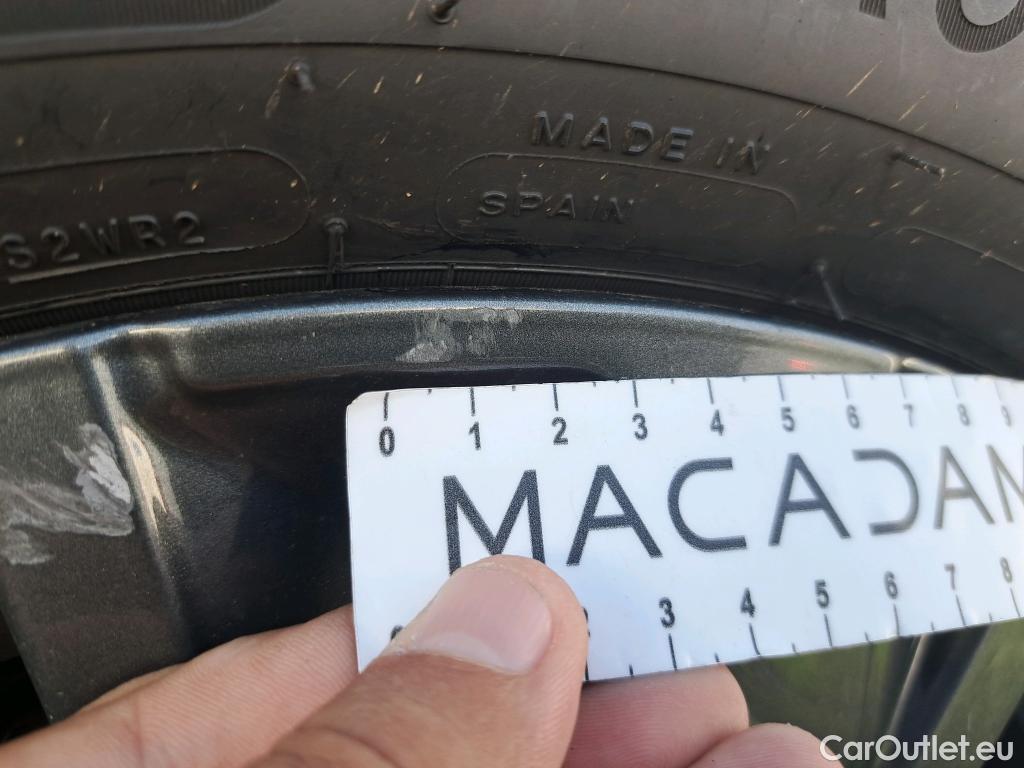 MADE IN
SPAIN
S2WR2
0 1 2 3 4 5 6 7 8 9
MACADAM
3 4 5 6 7 8
CarOutlet.eu